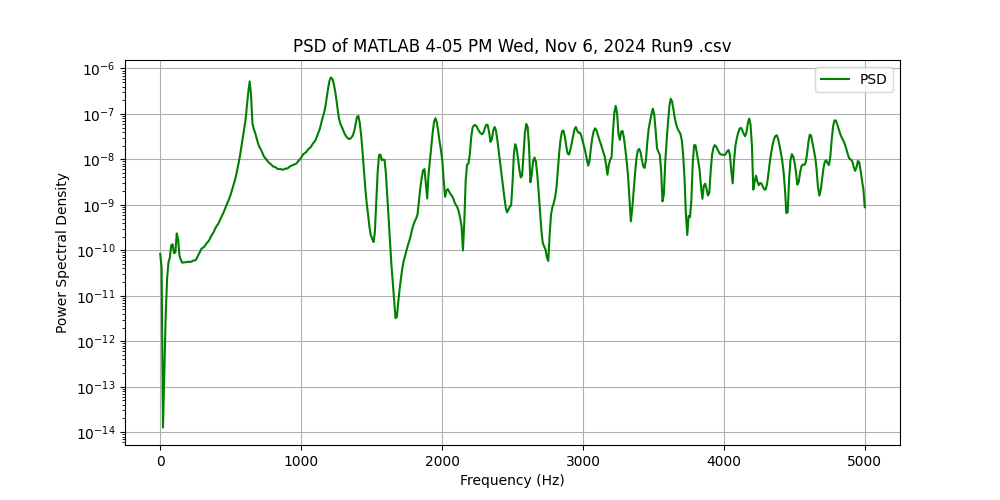 PSD of MATLAB 4-05 PM Wed, Nov 6, 2024 Run9 .csv
PSD
Power Spectral Density
10⁻⁶
10⁻⁷
10⁻⁸
10⁻⁹
10⁻¹⁰
10⁻¹¹
10⁻¹²
10⁻¹³
10⁻¹⁴
0 1000 2000 3000 4000 5000
Frequency (Hz)